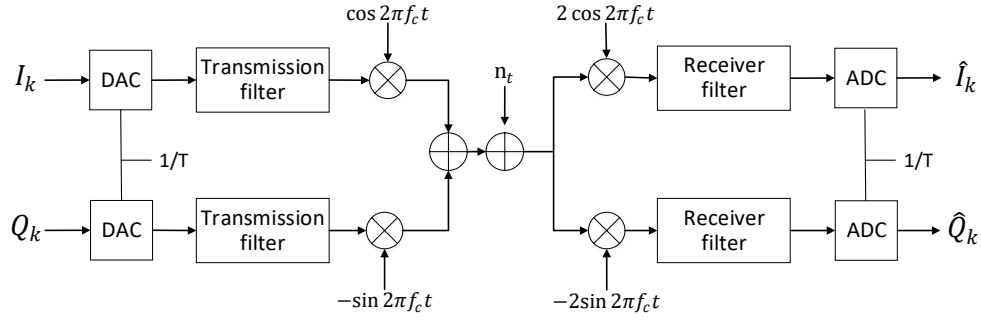 cos 2πf_c t
2 cos 2πf_c t
I_k
DAC
Transmission
filter
n_t
Receiver
filter
ADC
Î_k
1/T
1/T
Q_k
DAC
Transmission
filter
Receiver
filter
ADC
Q̂_k
−sin 2πf_c t
−2sin 2πf_c t